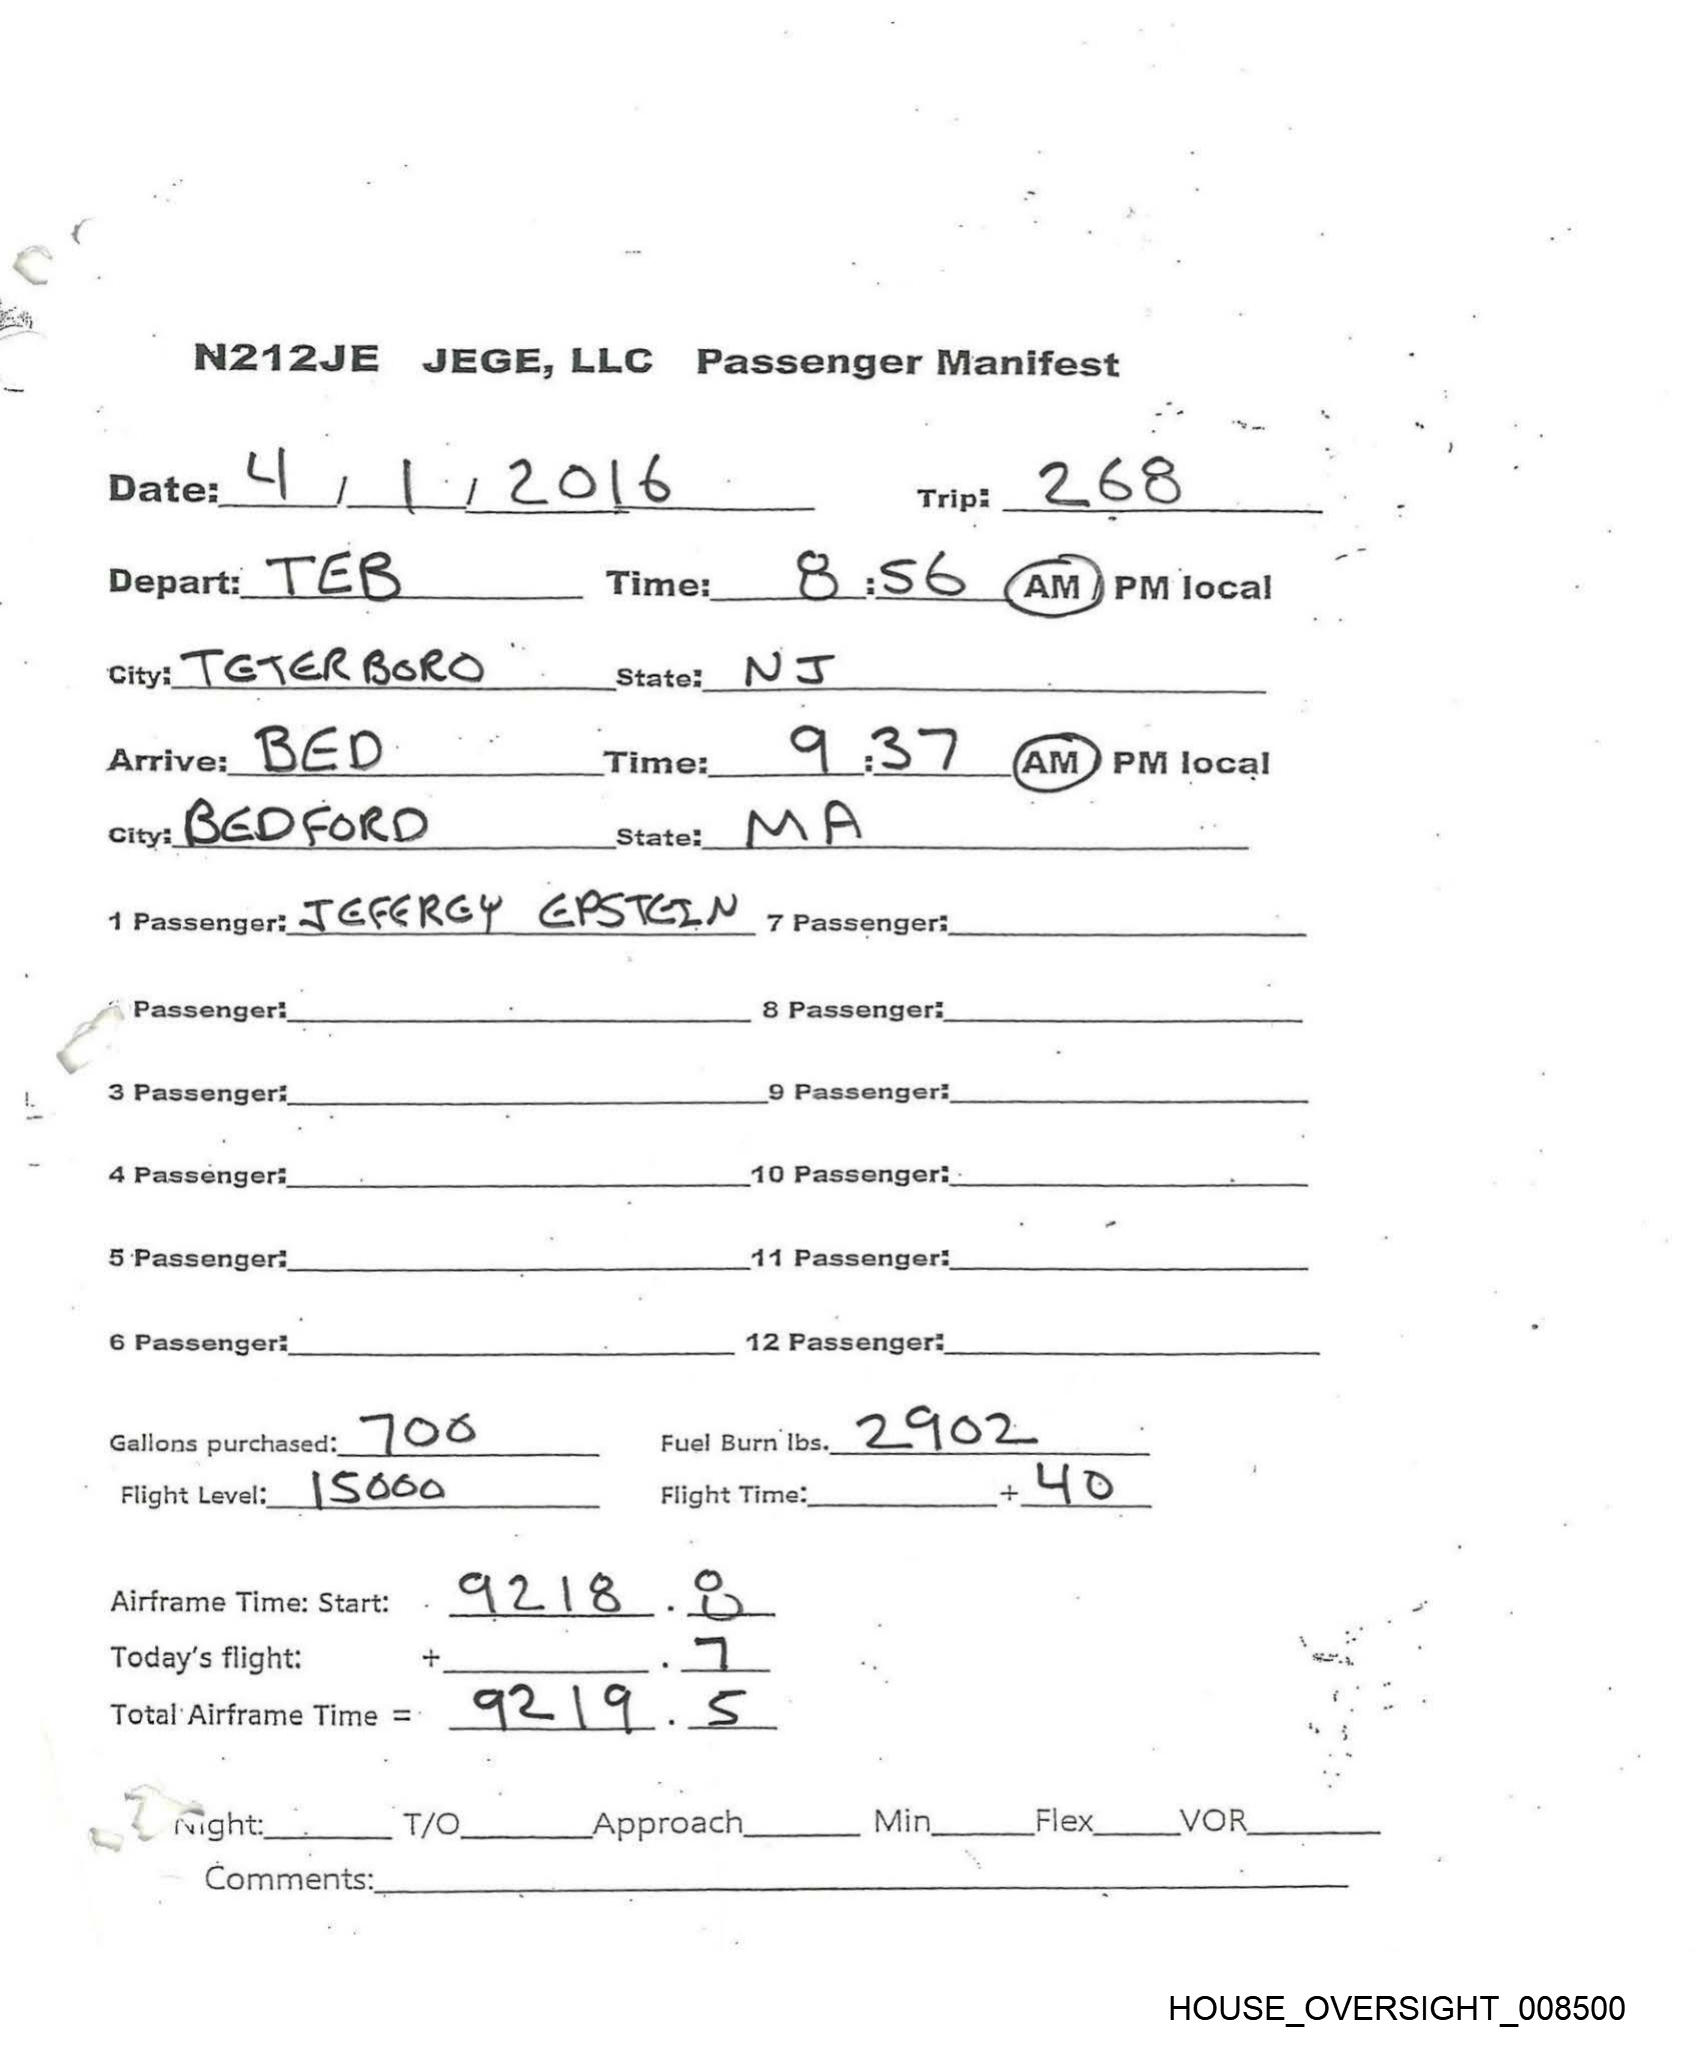 N212JE JEGE, LLC Passenger Manifest
Date: 4 / 1 / 2016 Trip: 268
Depart: TEB Time: 8:56 AM / PM local
City: TETERBORO State: NJ
Arrive: BED Time: 9:37 AM / PM local
City: BEDFORD State: MA
1 Passenger: JEFEREY EPSTEIN 7 Passenger:
Passenger: 8 Passenger:
3 Passenger: 9 Passenger:
4 Passenger: 10 Passenger:
5 Passenger: 11 Passenger:
6 Passenger: 12 Passenger:
Gallons purchased: 700 Fuel Burn lbs. 2902
Flight Level: 15000 Flight Time: + 40
Airframe Time: Start: 9218 . 8
Today's flight: + . 7
Total Airframe Time = 9219 . 5
Night: T/O Approach Min Flex VOR
Comments:
HOUSE_OVERSIGHT_008500